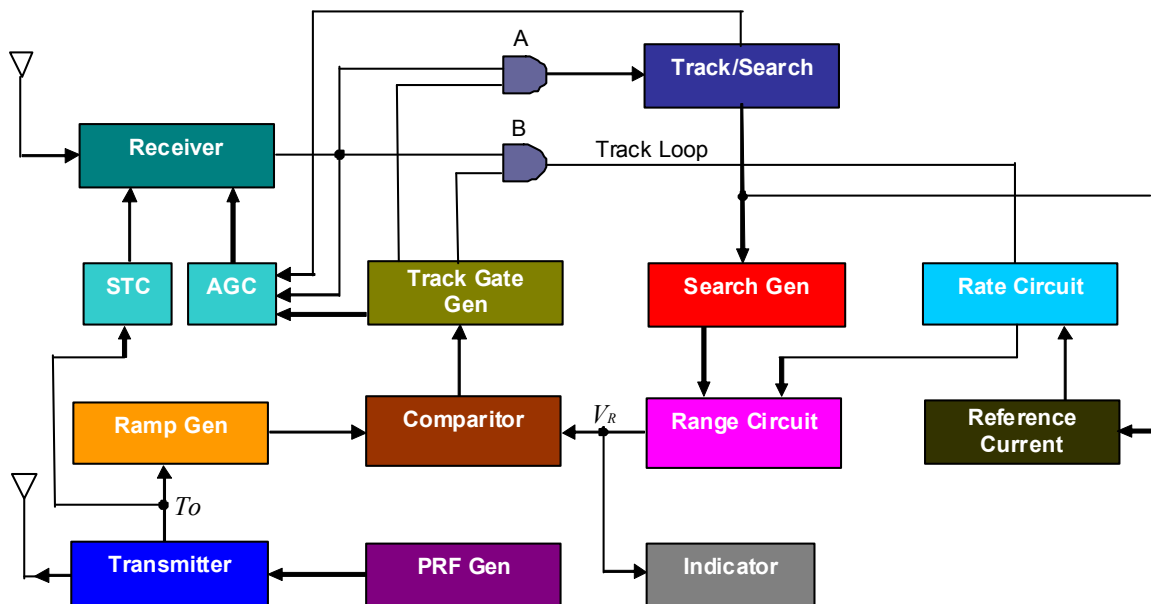 A
Track/Search
Receiver
B
Track Loop
STC
AGC
Track Gate
Gen
Search Gen
Rate Circuit
Ramp Gen
Comparitor
VR
Range Circuit
Reference
Current
To
Transmitter
PRF Gen
Indicator